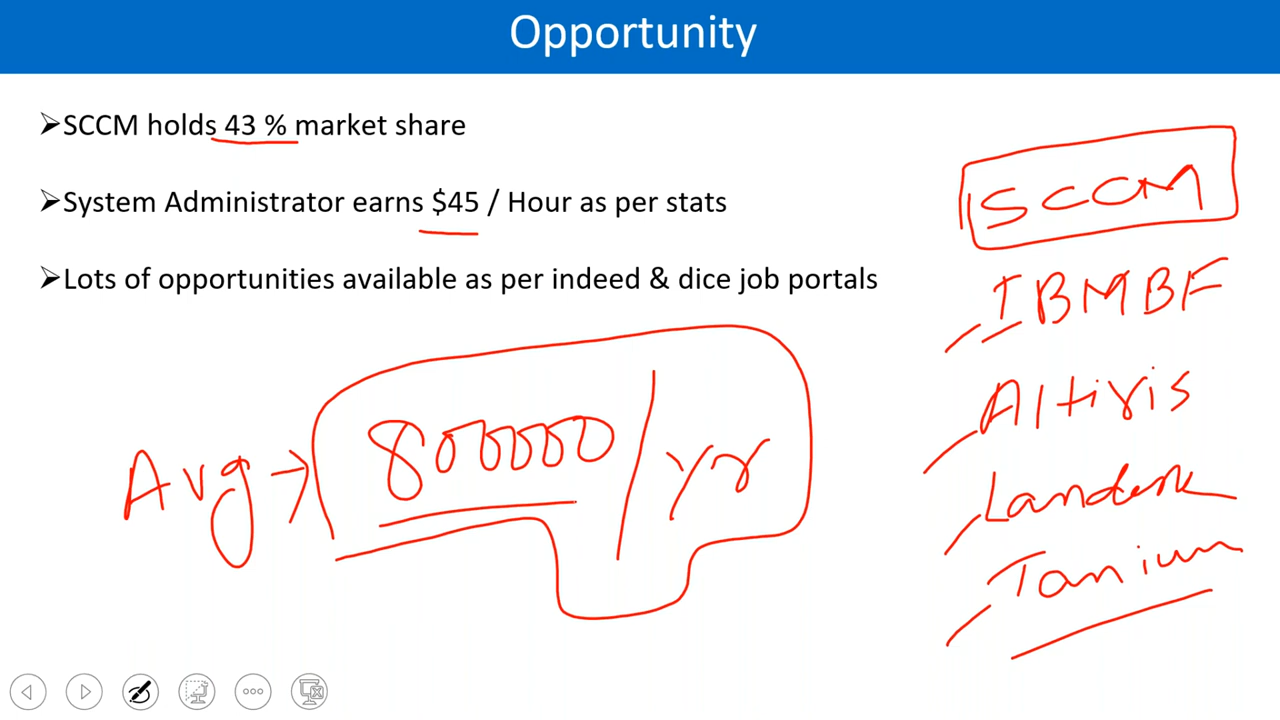 Opportunity
➢SCCM holds 43 % market share
➢System Administrator earns $45 / Hour as per stats
➢Lots of opportunities available as per indeed & dice job portals
SCCM
IBMBF
Altiris
Landesk
Tanium
Avg → 800000/yr